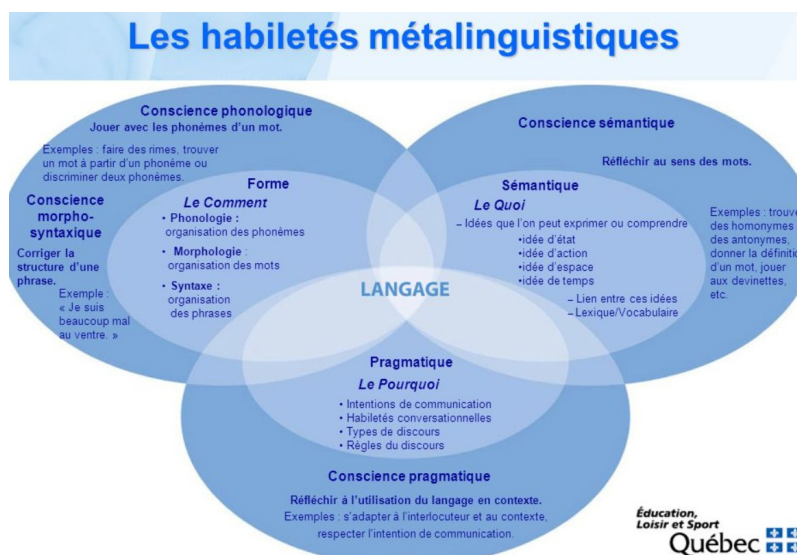 Les habiletés métalinguistiques
Conscience phonologique
Jouer avec les phonèmes d'un mot.
Exemples : faire des rimes, trouver
un mot à partir d'un phonème ou
discriminer deux phonèmes.
Conscience
morpho-
syntaxique
Corriger la
structure d'une
phrase.
Exemple :
« Je suis
beaucoup mal
au ventre. »
Forme
Le Comment
• Phonologie :
organisation des phonèmes
• Morphologie :
organisation des mots
• Syntaxe :
organisation
des phrases
Conscience sémantique
Réfléchir au sens des mots.
Sémantique
Le Quoi
– Idées que l'on peut exprimer ou comprendre
•idée d'état
•idée d'action
•idée d'espace
•idée de temps
– Lien entre ces idées
– Lexique/Vocabulaire
Exemples : trouve
des homonymes
des antonymes,
donner la définiti
d'un mot, jouer
aux devinettes,
etc.
LANGAGE
Pragmatique
Le Pourquoi
• Intentions de communication
• Habiletés conversationnelles
• Types de discours
• Règles du discours
Conscience pragmatique
Réfléchir à l'utilisation du langage en contexte.
Exemples : s'adapter à l'interlocuteur et au contexte,
respecter l'intention de communication.
Éducation,
Loisir et Sport
Québec